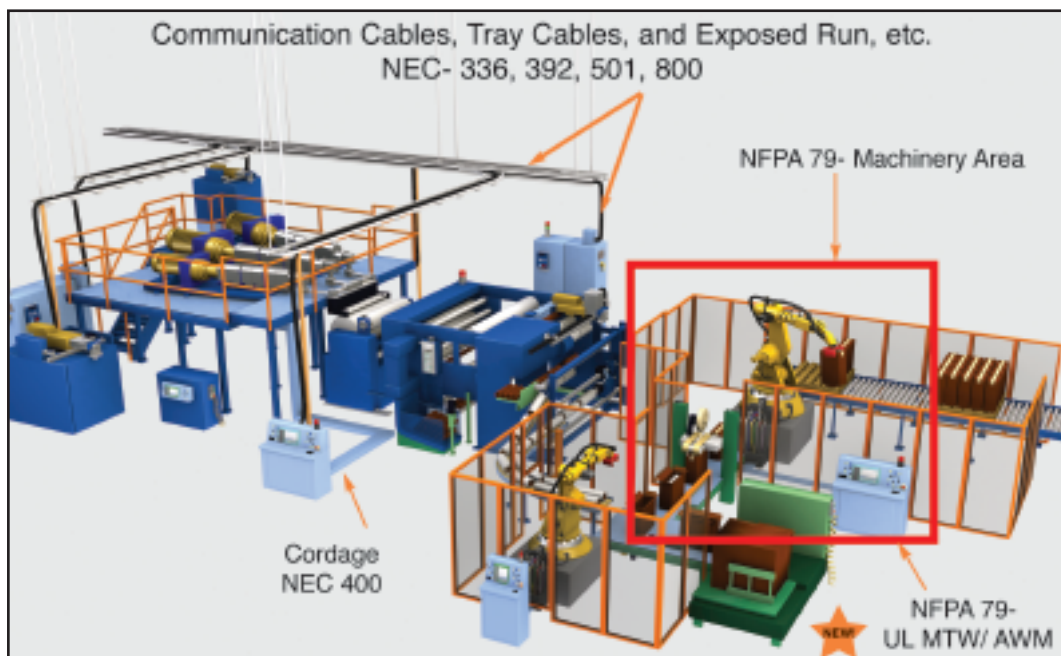 Communication Cables, Tray Cables, and Exposed Run, etc.
NEC- 336, 392, 501, 800
NFPA 79- Machinery Area
Cordage
NEC 400
NEW!
NFPA 79-
UL MTW/ AWM